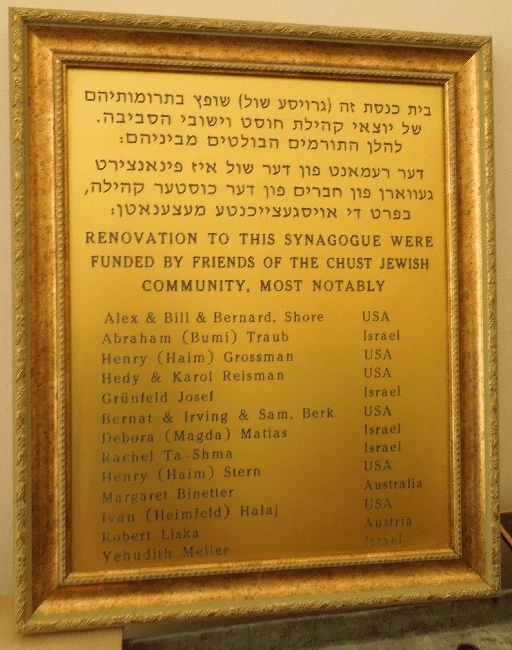 בית כנסת זה (גרויסע שול) שופץ בתרומותיהם
של יוצאי קהילת חוסט וישובי הסביבה.
להלן התורמים הבולטים מביניהם:
דער רעמאנט פון דער שול איז פינאנצירט
געווארן פון חברים פון דער כוסטער קהילה,
בפרט די אויסגעצייכנטע מעצענאטן:
RENOVATION TO THIS SYNAGOGUE WERE
FUNDED BY FRIENDS OF THE CHUST JEWISH
COMMUNITY, MOST NOTABLY
Alex & Bill & Bernard, Shore USA
Abraham (Bumi) Traub Israel
Henry (Haim) Grossman USA
Hedy & Karol Reisman USA
Grünfeld Josef Israel
Bernat & Irving & Sam, Berk USA
Debora (Magda) Matias Israel
Rachel Ta-Shma Israel
Henry (Haim) Stern USA
Margaret Binetter Australia
Ivan (Heimfeld) Halaj USA
Robert Liska Austria
Yehudith Meller Israel